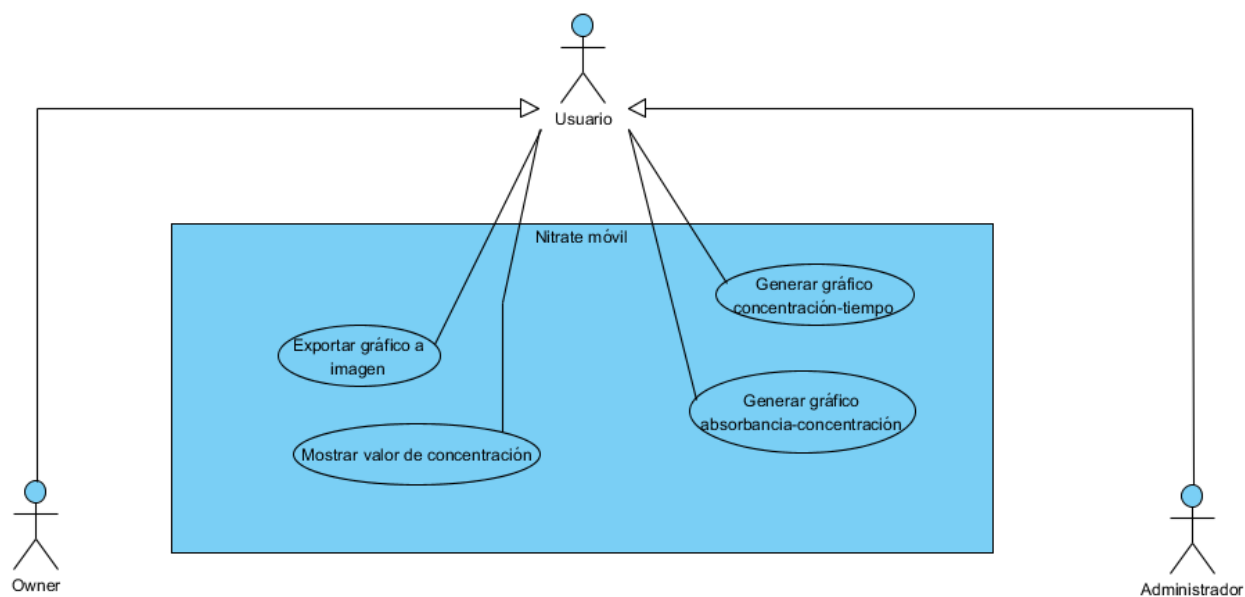 Usuario
Nitrate móvil
Generar gráfico
concentración-tiempo
Exportar gráfico a
imagen
Generar gráfico
absorbancia-concentración
Mostrar valor de concentración
Owner
Administrador